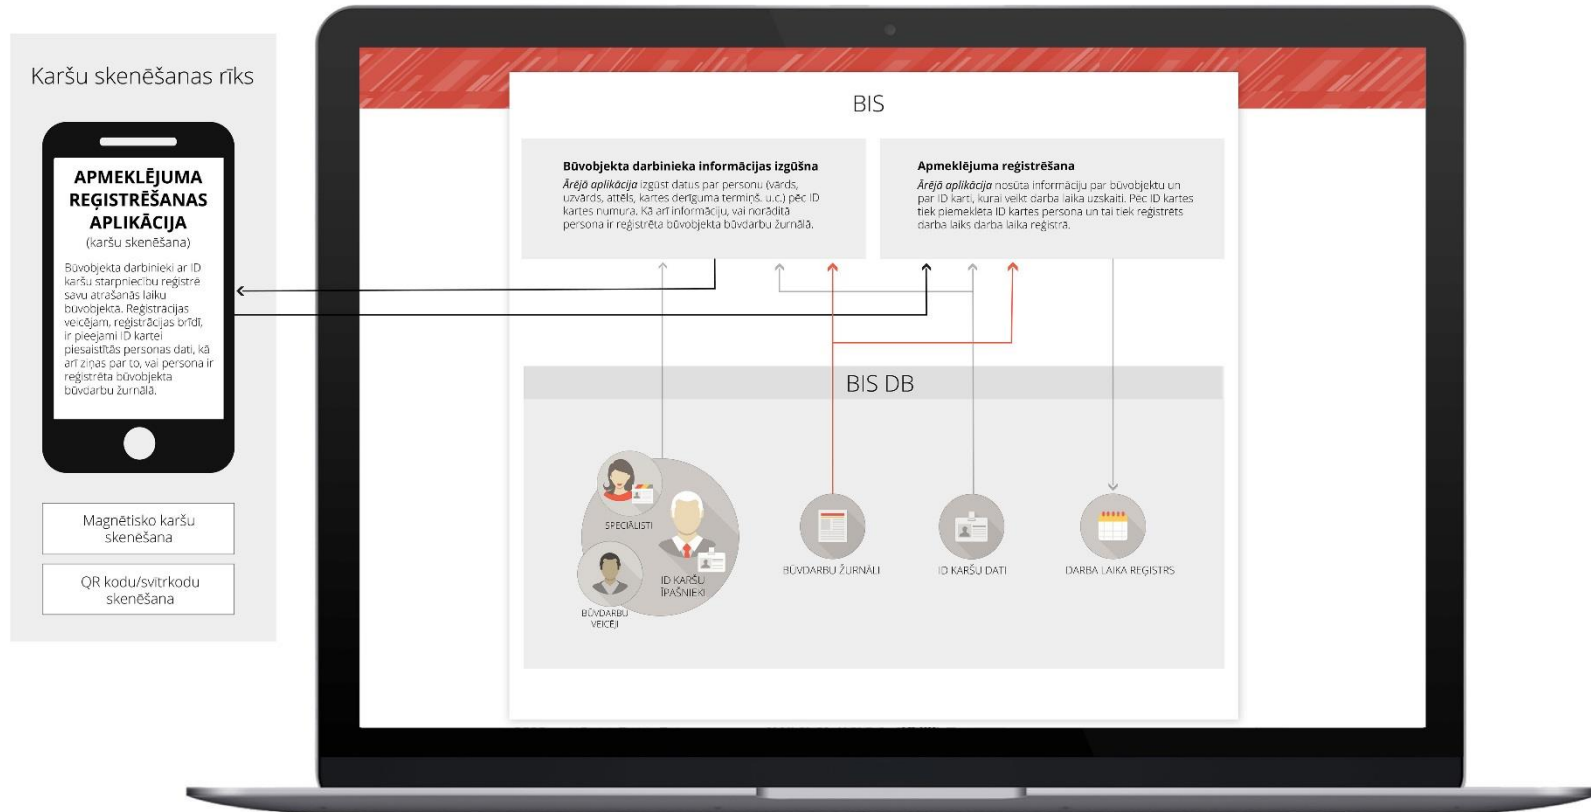 Karšu skenēšanas rīks
APMEKLĒJUMA
REĢISTRĒŠANAS
APLIKĀCIJA
(karšu skenēšana)
Būvobjekta darbinieki ar ID
karšu starpniecību reģistrē
savu atrašanās laiku
būvobjektā. Reģistrācijas
veicējam, reģistrācijas brīdī,
ir pieejami ID kartei
piesaistītās personas dati, kā
arī ziņas par to, vai persona ir
reģistrēta būvobjekta
būvdarbu žurnālā.
Magnētisko karšu
skenēšana
QR kodu/svītrkodu
skenēšana
BIS
Būvobjekta darbinieka informācijas izgūšna
Ārējā aplikācija izgūst datus par personu (vārds,
uzvārds, attēls, kartes derīguma termiņš. u.c.) pēc ID
kartes numura. Kā arī informāciju, vai norādītā
persona ir reģistrēta būvobjekta būvdarbu žurnālā.
Apmeklējuma reģistrēšana
Ārējā aplikācija nosūta informāciju par būvobjektu un
par ID karti, kurai veikt darba laika uzskaiti. Pēc ID kartes
tiek piemeklēta ID kartes persona un tai tiek reģistrēts
darba laiks darba laika reģistrā.
BIS DB
SPECIĀLISTI
ID KARŠU
ĪPAŠNIEKI
BŪVDARBU
VEICĒJI
BŪVDARBU ŽURNĀLI
ID KARŠU DATI
DARBA LAIKA REĢISTRS